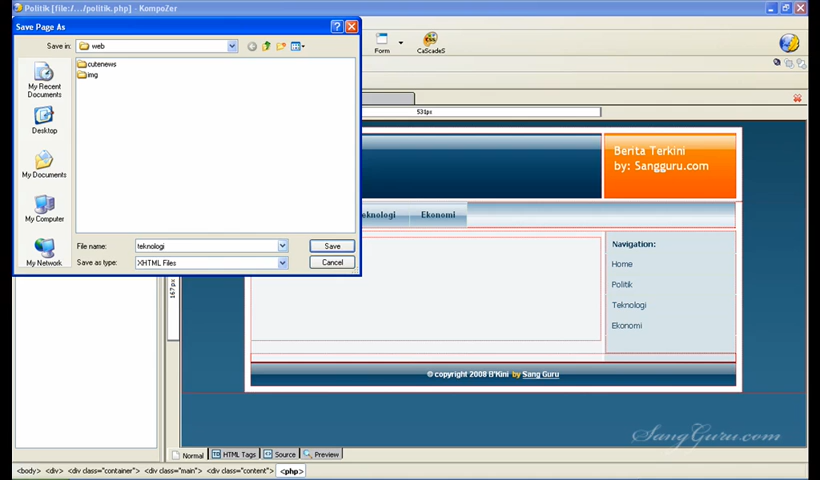 Politik [file:/.../politik.php] - KompoZer
Save Page As
Save in:
web
cutenews
img
My Recent
Documents
Desktop
My Documents
My Computer
My Network
File name:
teknologi
Save
Save as type:
XHTML Files
Cancel
Form
CaScadeS
531px
Berita Terkini
by: Sangguru.com
eknologi
Ekonomi
Navigation:
Home
Politik
Teknologi
Ekonomi
167px
© copyright 2008 B'Kini by Sang Guru
SangGuru.com
Normal
HTML Tags
Source
Preview
<body> <div> <div class="container"> <div class="main"> <div class="content"> <php>